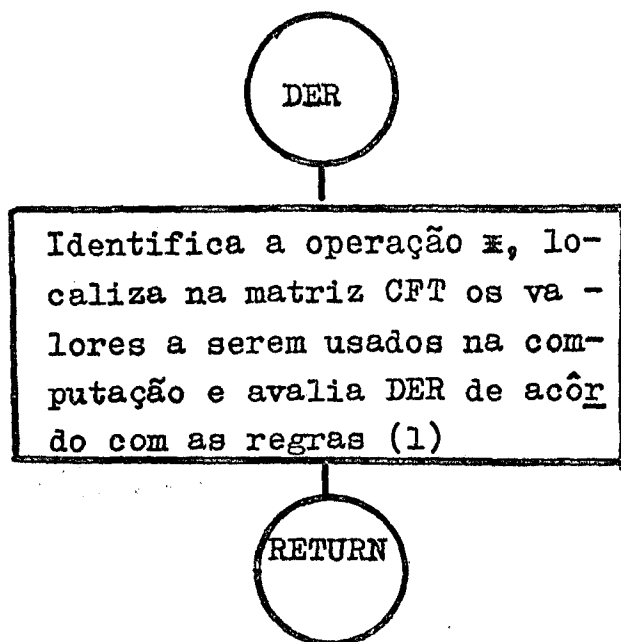 DER
Identifica a operação ⁎, lo-
caliza na matriz CFT os va -
lores a serem usados na com-
putação e avalia DER de acôr
do com as regras (1)
RETURN